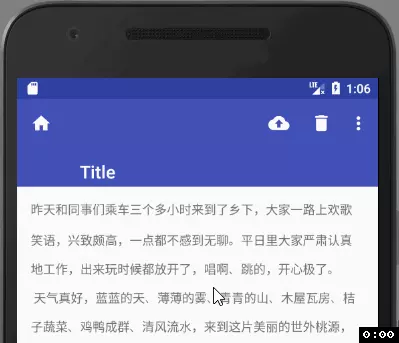 LTE 1:06
Title
昨天和同事们乘车三个多小时来到了乡下，大家一路上欢歌
笑语，兴致颇高，一点都不感到无聊。平日里大家严肃认真
地工作，出来玩时候都放开了，唱啊、跳的，开心极了。
天气真好，蓝蓝的天、薄薄的雾、青青的山、木屋瓦房、桔
子蔬菜、鸡鸭成群、清风流水，来到这片美丽的世外桃源，
0:00